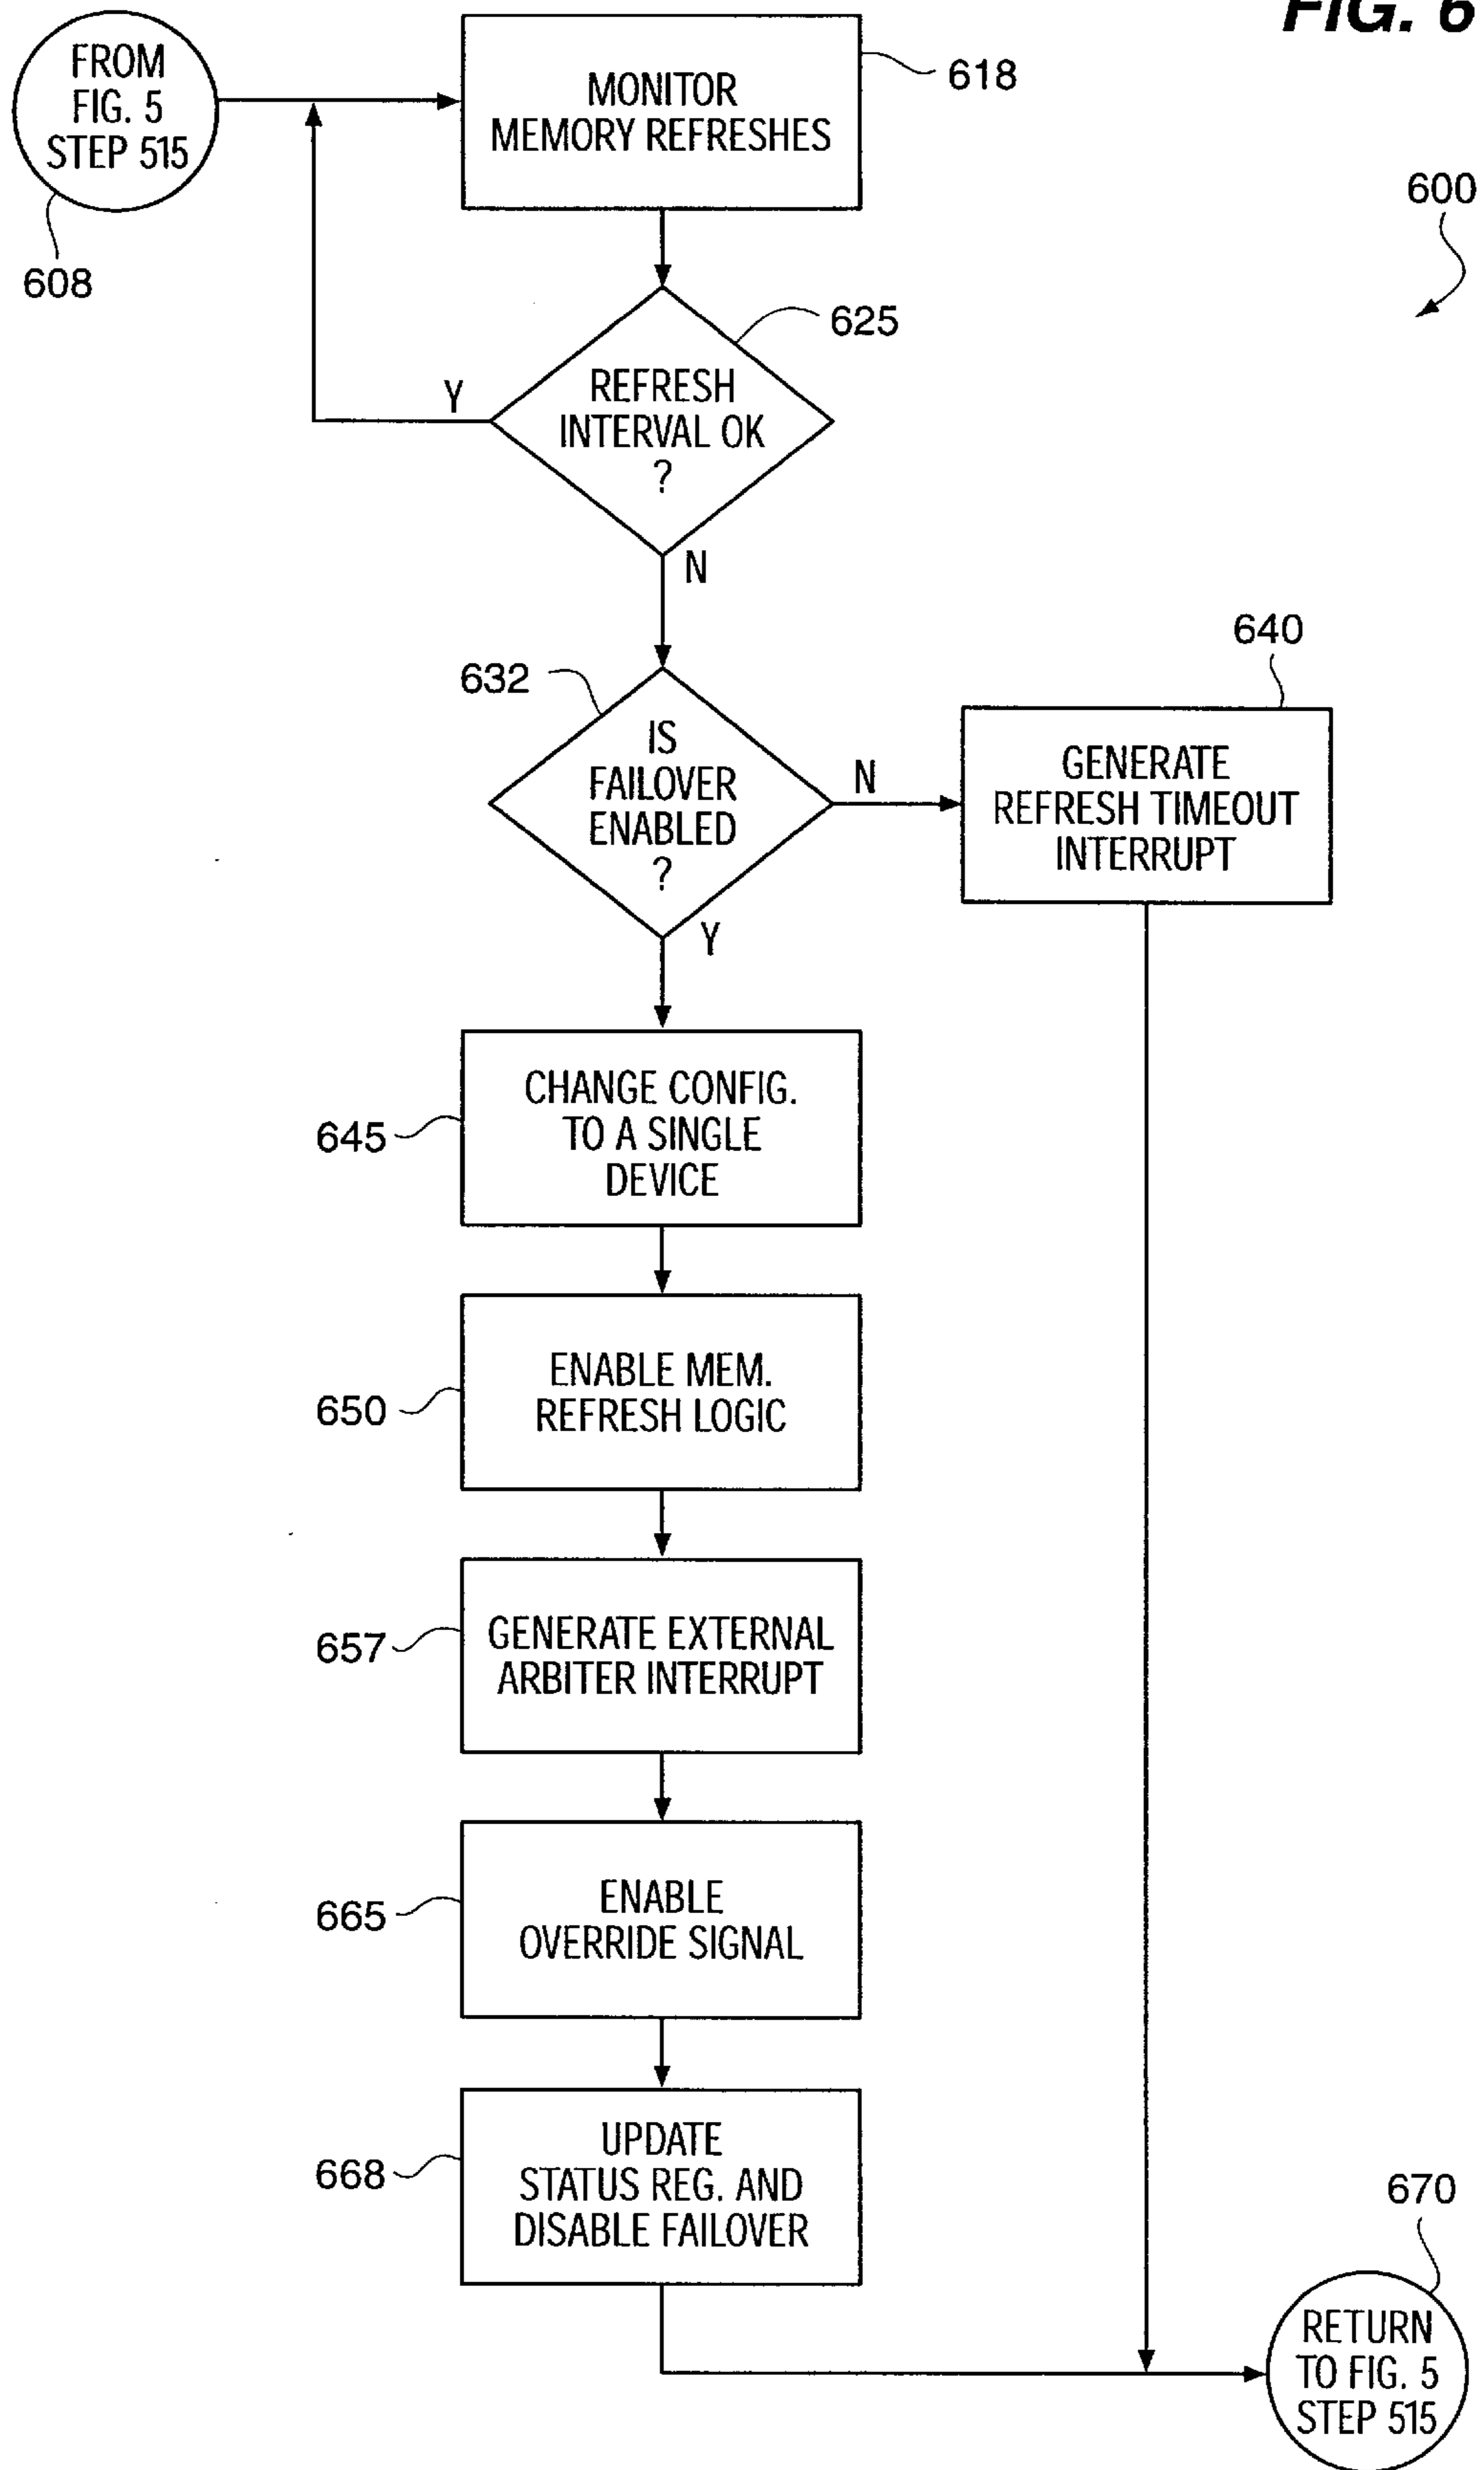 FIG. 6
FROM
FIG. 5
STEP 515
608
MONITOR
MEMORY REFRESHES
618
600
REFRESH
INTERVAL OK
?
625
Y
N
632
IS
FAILOVER
ENABLED
?
N
Y
640
GENERATE
REFRESH TIMEOUT
INTERRUPT
645
CHANGE CONFIG.
TO A SINGLE
DEVICE
650
ENABLE MEM.
REFRESH LOGIC
657
GENERATE EXTERNAL
ARBITER INTERRUPT
665
ENABLE
OVERRIDE SIGNAL
668
UPDATE
STATUS REG. AND
DISABLE FAILOVER
670
RETURN
TO FIG. 5
STEP 515